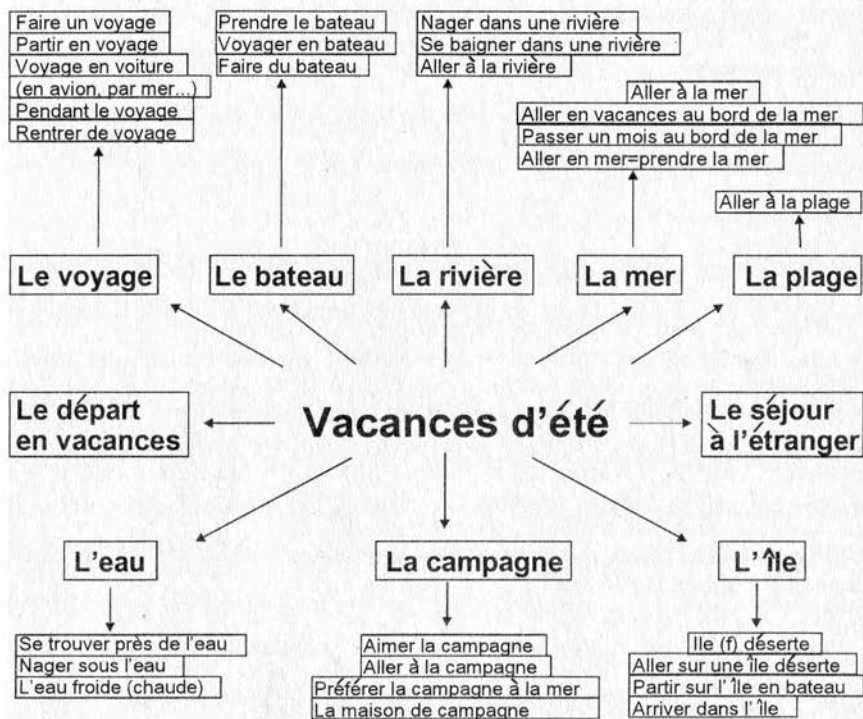 Faire un voyage
Partir en voyage
Voyage en voiture
(en avion, par mer...)
Pendant le voyage
Rentrer de voyage
Prendre le bateau
Voyager en bateau
Faire du bateau
Nager dans une rivière
Se baigner dans une rivière
Aller à la rivière
Aller à la mer
Aller en vacances au bord de la mer
Passer un mois au bord de la mer
Aller en mer=prendre la mer
Aller à la plage
Le voyage
Le bateau
La rivière
La mer
La plage
Le départ
en vacances
Vacances d'été
Le séjour
à l'étranger
L'eau
La campagne
L' île
Se trouver près de l'eau
Nager sous l'eau
L'eau froide (chaude)
Aimer la campagne
Aller à la campagne
Préférer la campagne à la mer
La maison de campagne
Ile (f) déserte
Aller sur une île déserte
Partir sur l' île en bateau
Arriver dans l' île